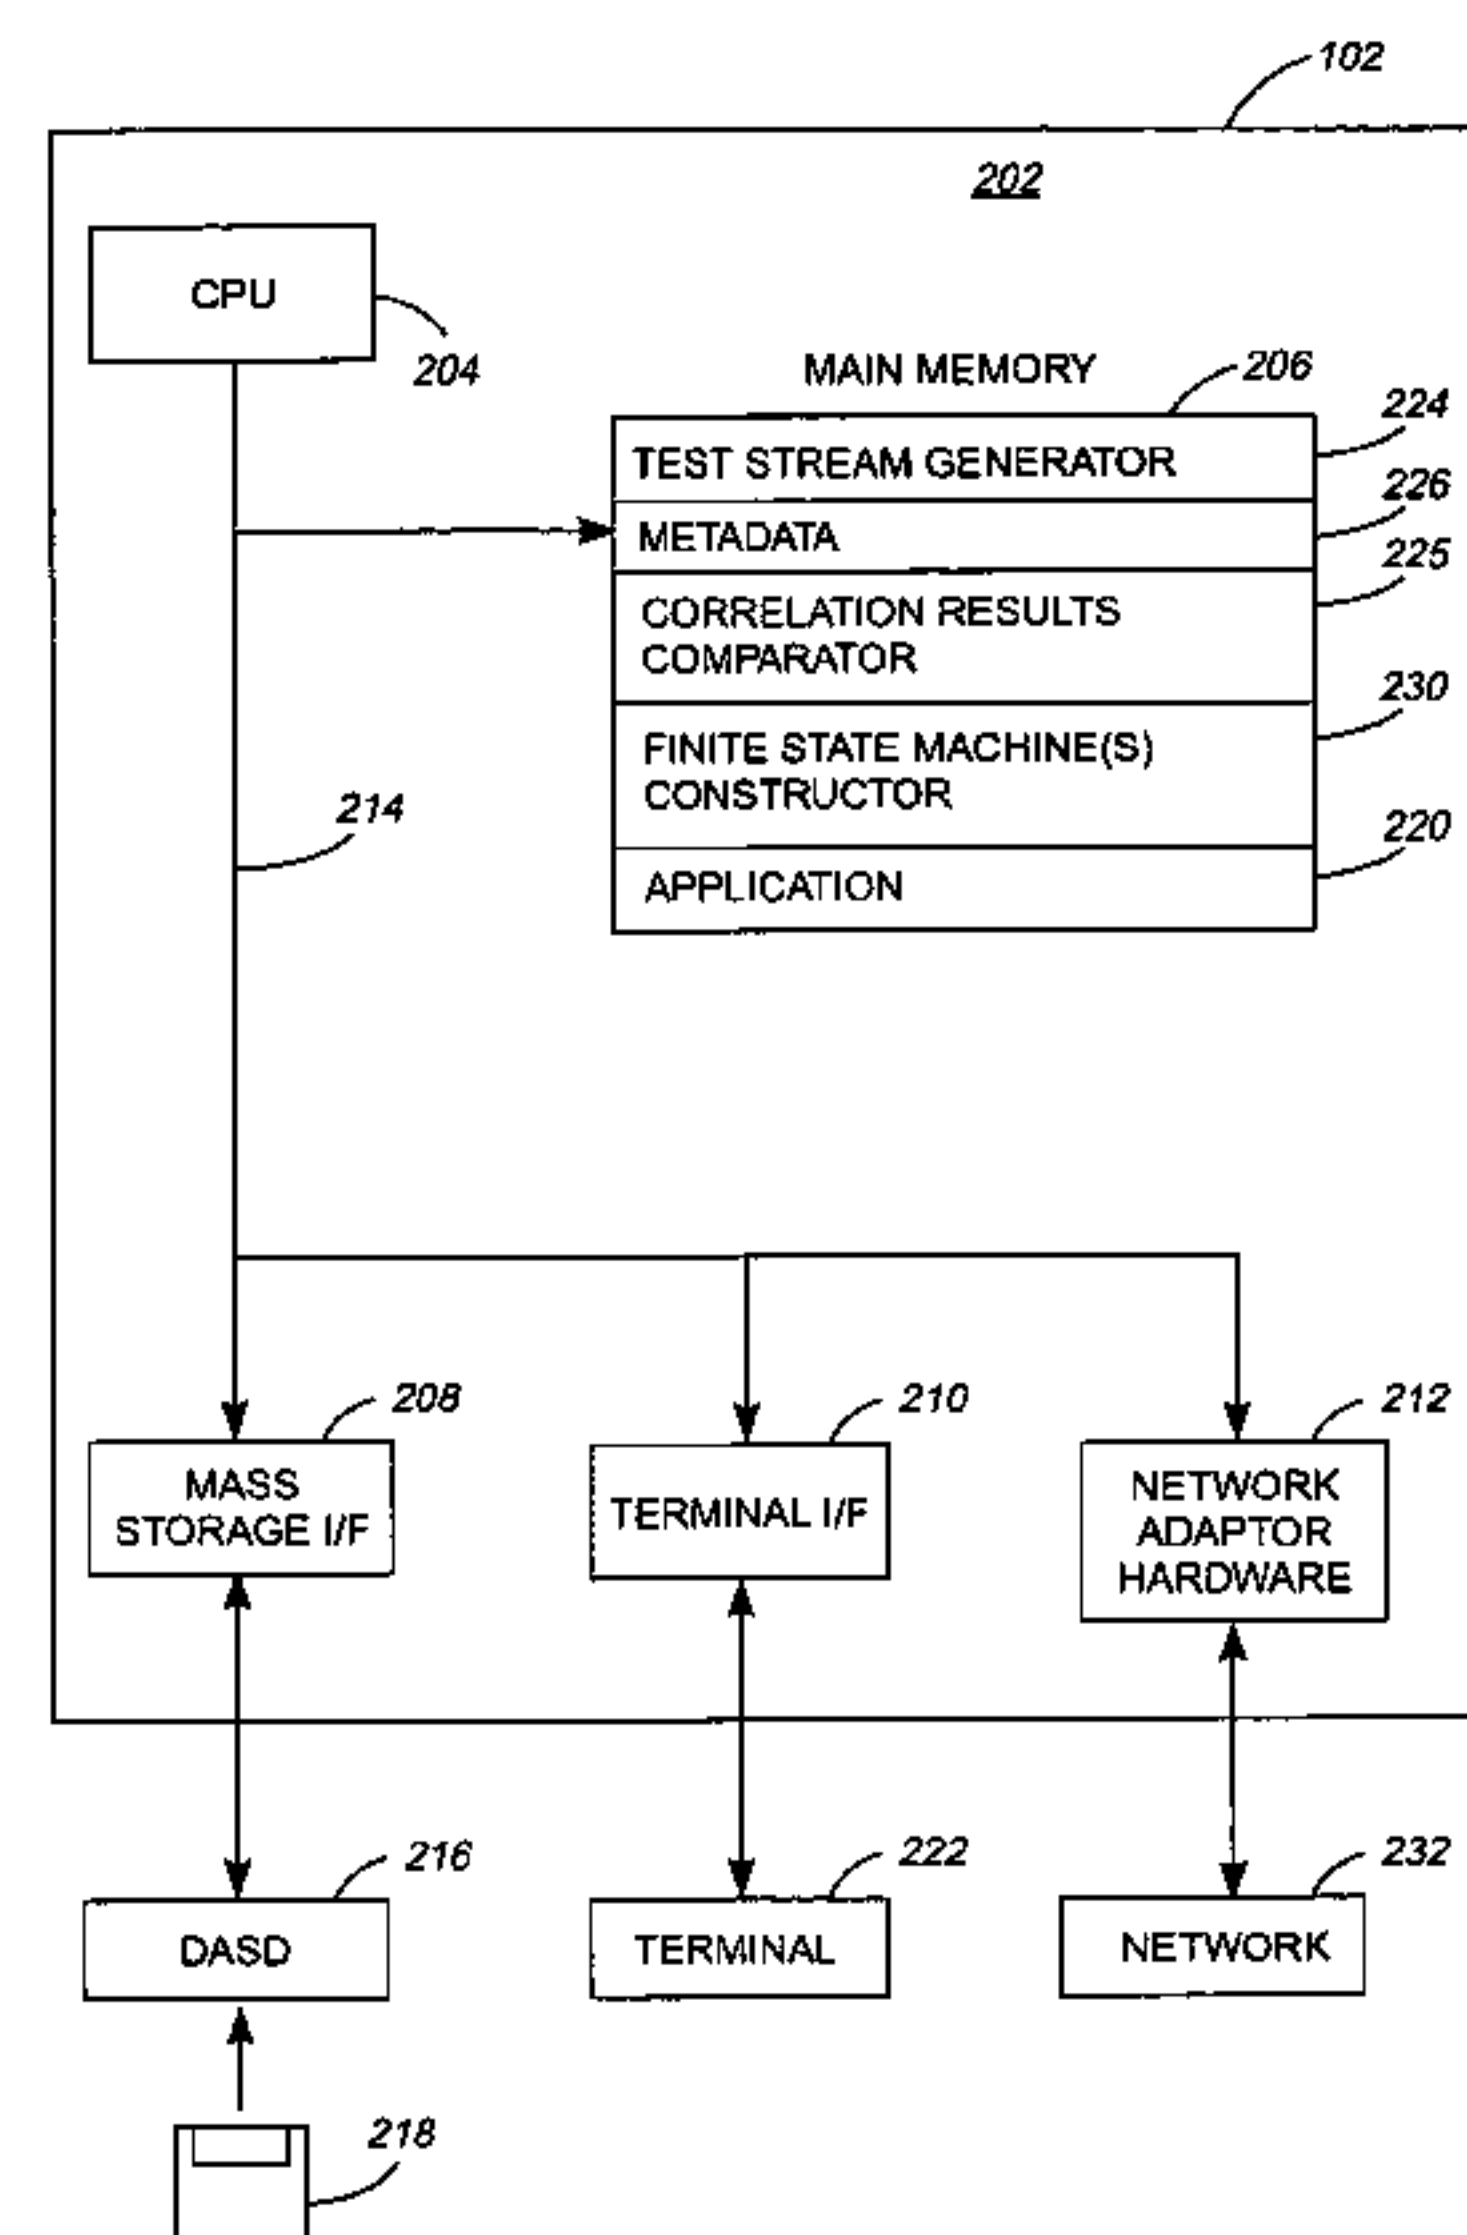 102
202
CPU
204
MAIN MEMORY
206
TEST STREAM GENERATOR
224
METADATA
226
CORRELATION RESULTS
COMPARATOR
225
FINITE STATE MACHINE(S)
CONSTRUCTOR
230
APPLICATION
220
214
208
MASS
STORAGE I/F
210
TERMINAL I/F
212
NETWORK
ADAPTOR
HARDWARE
216
DASD
222
TERMINAL
232
NETWORK
218